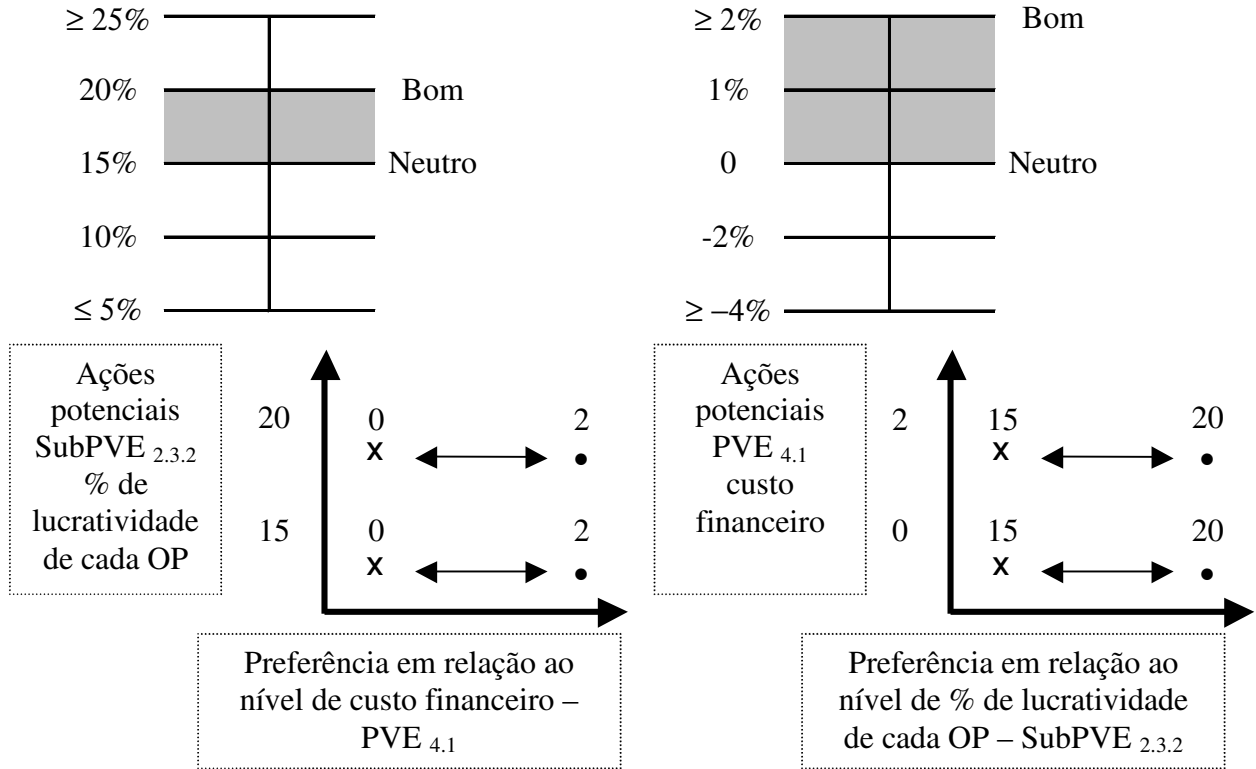 ≥ 25%
20% Bom
15% Neutro
10%
≤ 5%
≥ 2% Bom
1%
0 Neutro
-2%
≥ –4%
Ações
potenciais
SubPVE 2.3.2
% de
lucratividade
de cada OP
20 0 2
x •
15 0 2
x •
Preferência em relação ao
nível de custo financeiro –
PVE 4.1
Ações
potenciais
PVE 4.1
custo
financeiro
2 15 20
x •
0 15 20
x •
Preferência em relação ao
nível de % de lucratividade
de cada OP – SubPVE 2.3.2